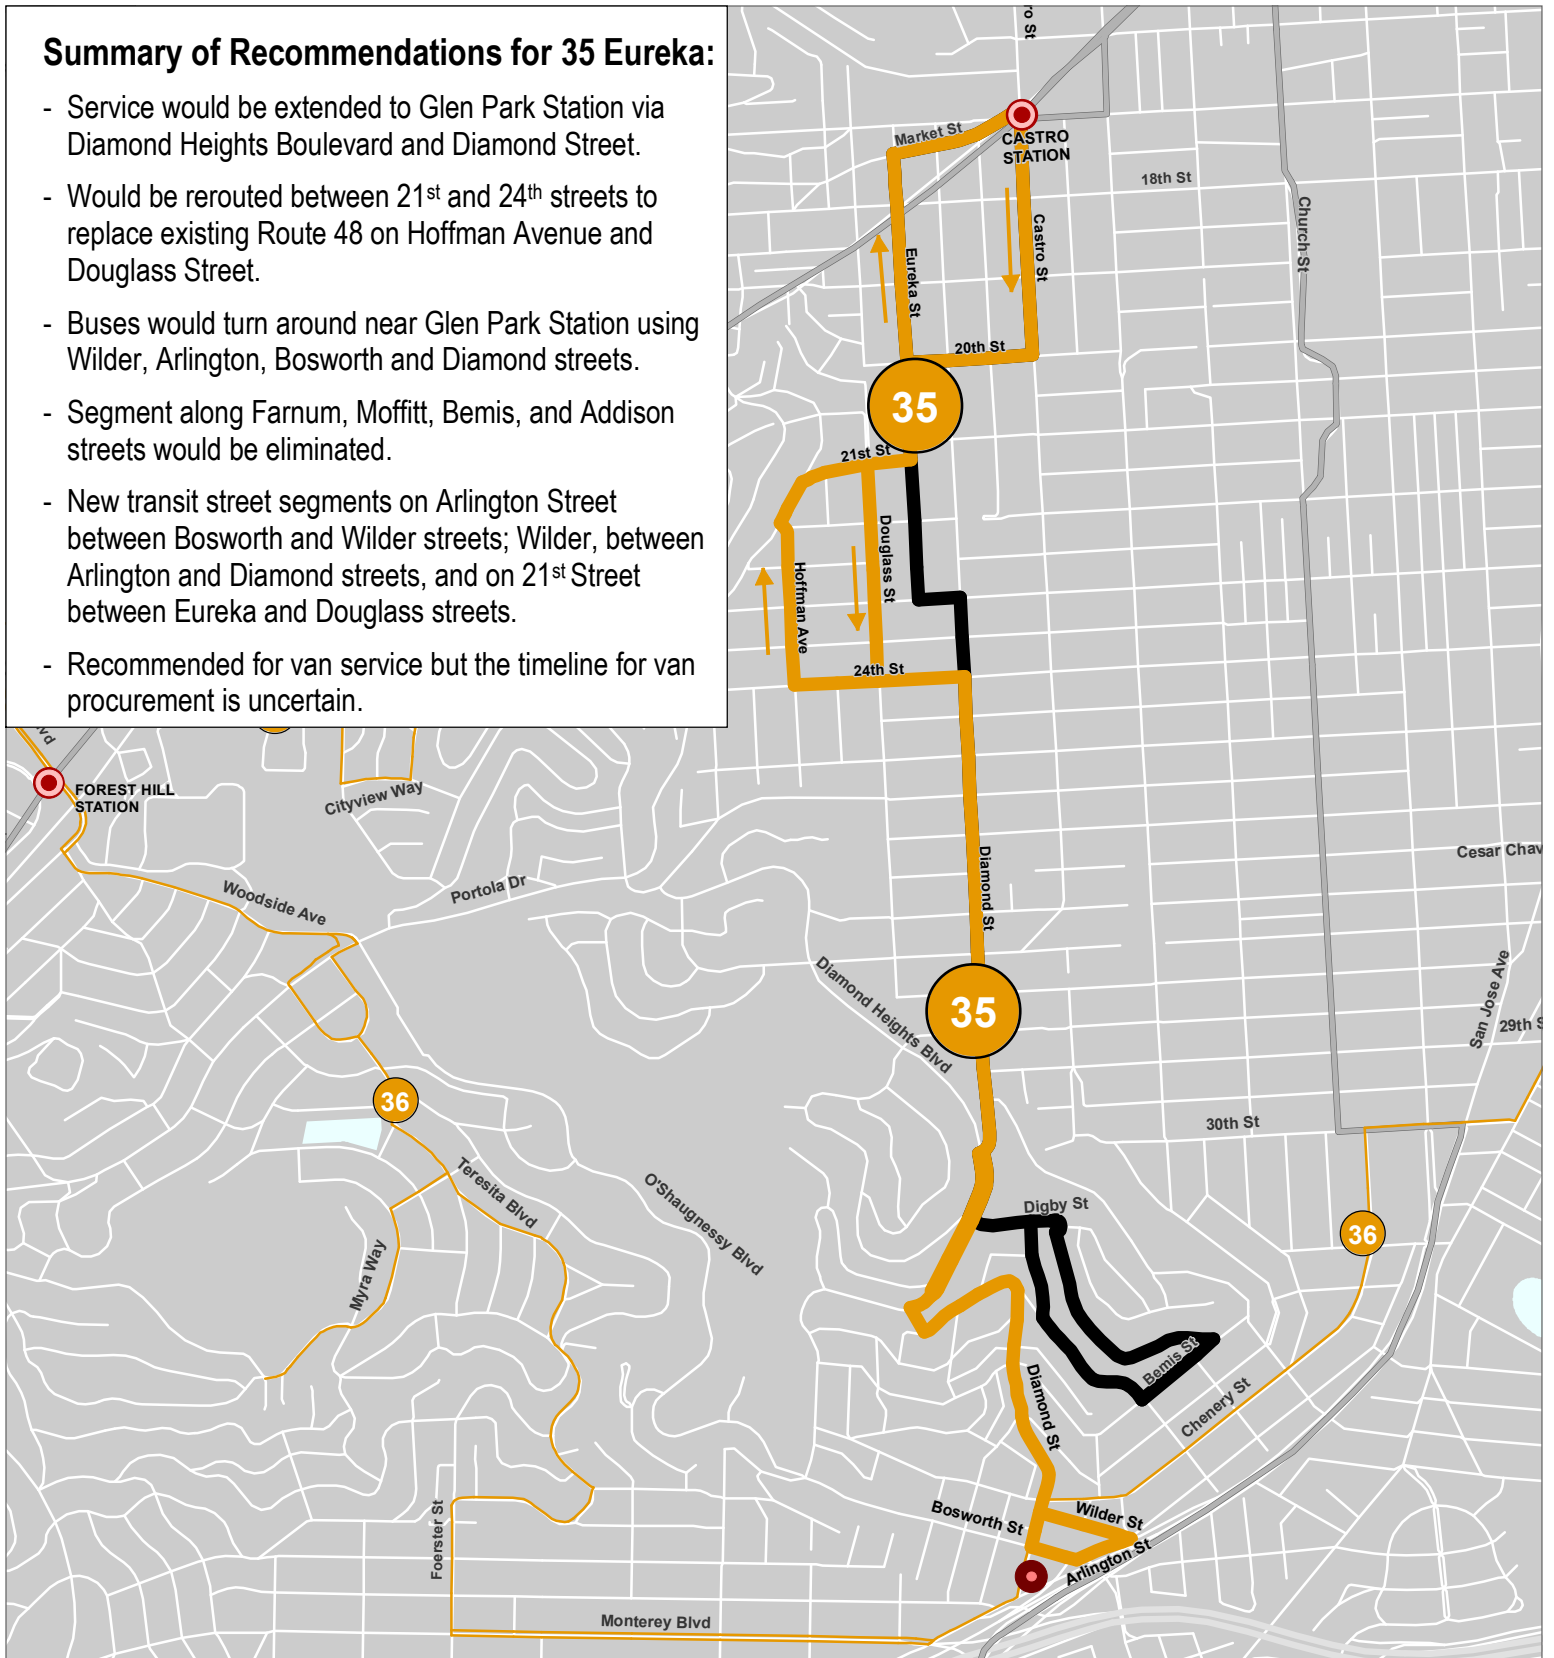 Summary of Recommendations for 35 Eureka:
- Service would be extended to Glen Park Station via
Diamond Heights Boulevard and Diamond Street.
- Would be rerouted between 21st and 24th streets to
replace existing Route 48 on Hoffman Avenue and
Douglass Street.
- Buses would turn around near Glen Park Station using
Wilder, Arlington, Bosworth and Diamond streets.
- Segment along Farnum, Moffitt, Bemis, and Addison
streets would be eliminated.
- New transit street segments on Arlington Street
between Bosworth and Wilder streets; Wilder, between
Arlington and Diamond streets, and on 21st Street
between Eureka and Douglass streets.
- Recommended for van service but the timeline for van
procurement is uncertain.
ro St
Market St
CASTRO
STATION
18th St
Church St
Castro St
Eureka St
20th St
35
21st St
Douglass St
Hoffman Ave
24th St
vd
FOREST HILL
STATION
Cityview Way
Cesar Chav
Diamond St
Woodside Ave
Portola Dr
Diamond Heights Blvd
35
San Jose Ave
29th S
36
30th St
Teresita Blvd
O'Shaugnessy Blvd
Digby St
36
Myra Way
Bemis St
Diamond St
Chenery St
Foerster St
Bosworth St
Wilder St
Arlington St
Monterey Blvd